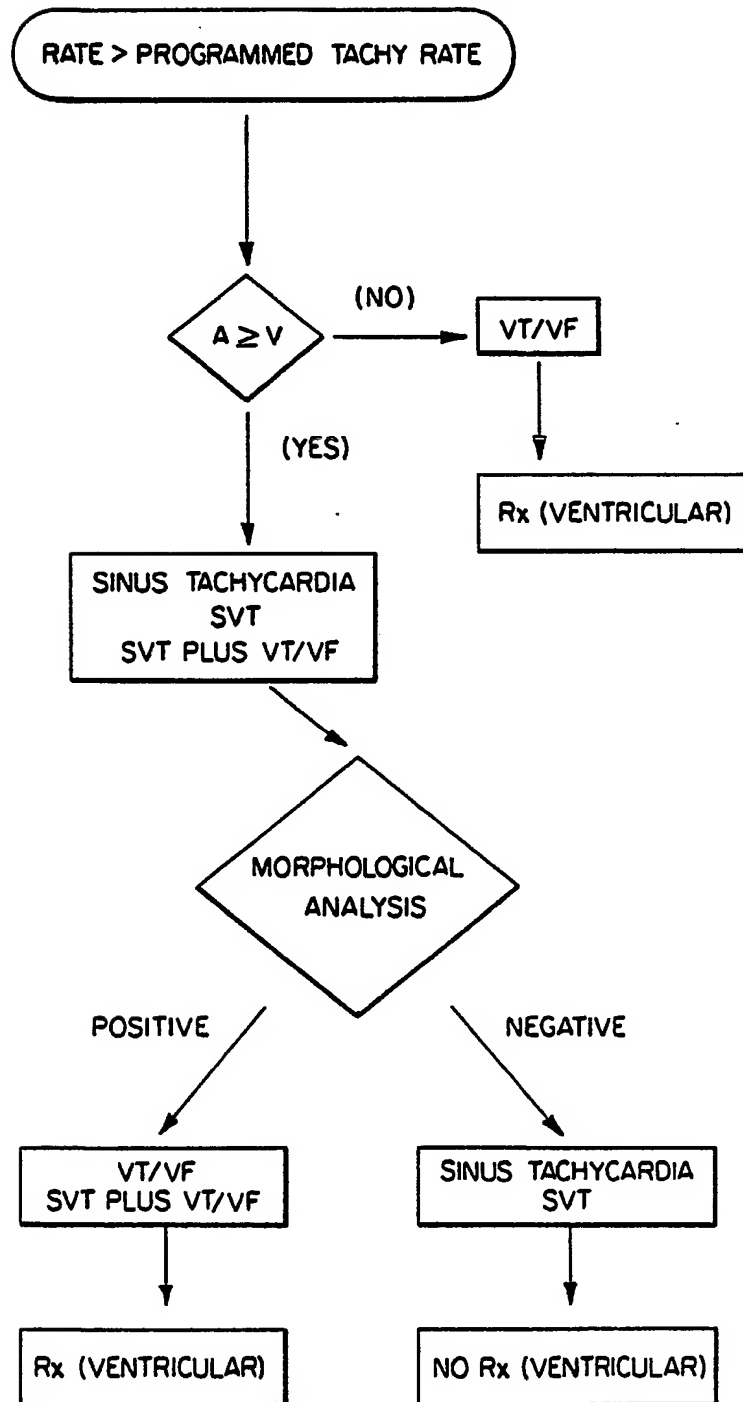 RATE > PROGRAMMED TACHY RATE
A ≥ V
(NO)
VT/VF
(YES)
Rx (VENTRICULAR)
SINUS TACHYCARDIA
SVT
SVT PLUS VT/VF
MORPHOLOGICAL
ANALYSIS
POSITIVE
NEGATIVE
VT/VF
SVT PLUS VT/VF
SINUS TACHYCARDIA
SVT
Rx (VENTRICULAR)
NO Rx (VENTRICULAR)